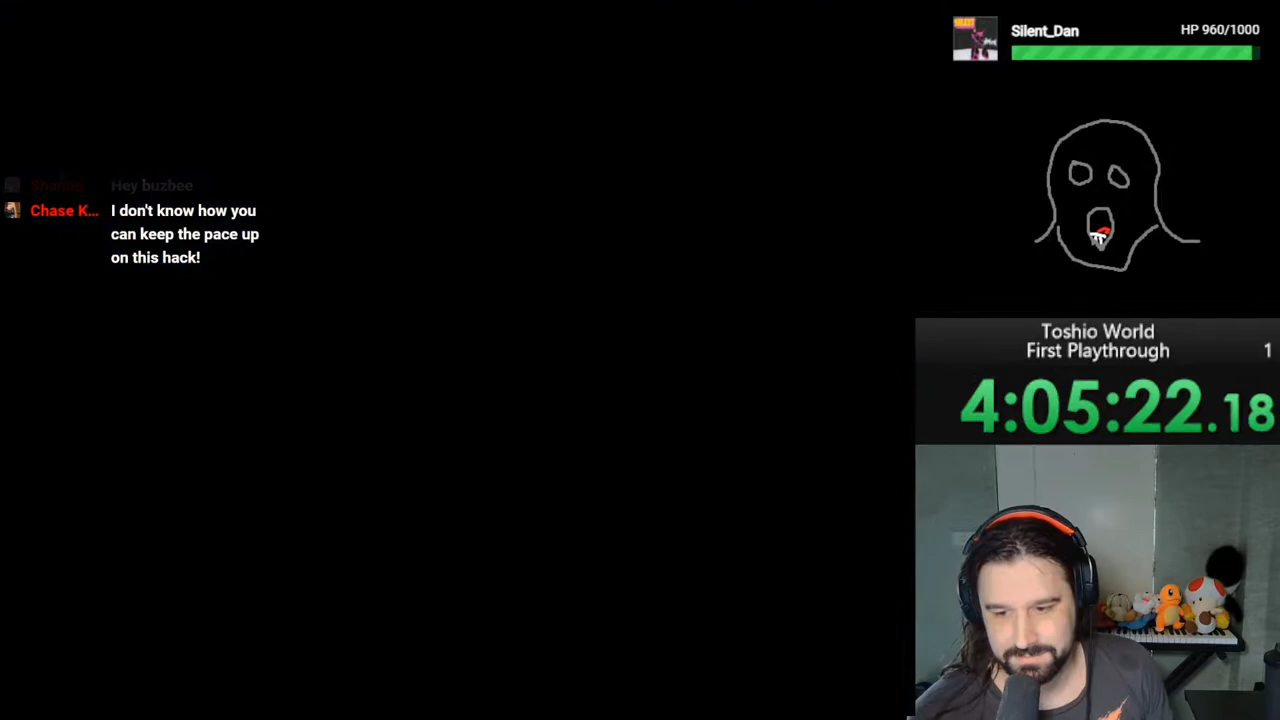 Silent_Dan HP 960/1000
Hey buzbee
Chase K... I don't know how you
can keep the pace up
on this hack!
Toshio World
First Playthrough 1
4:05:22.18